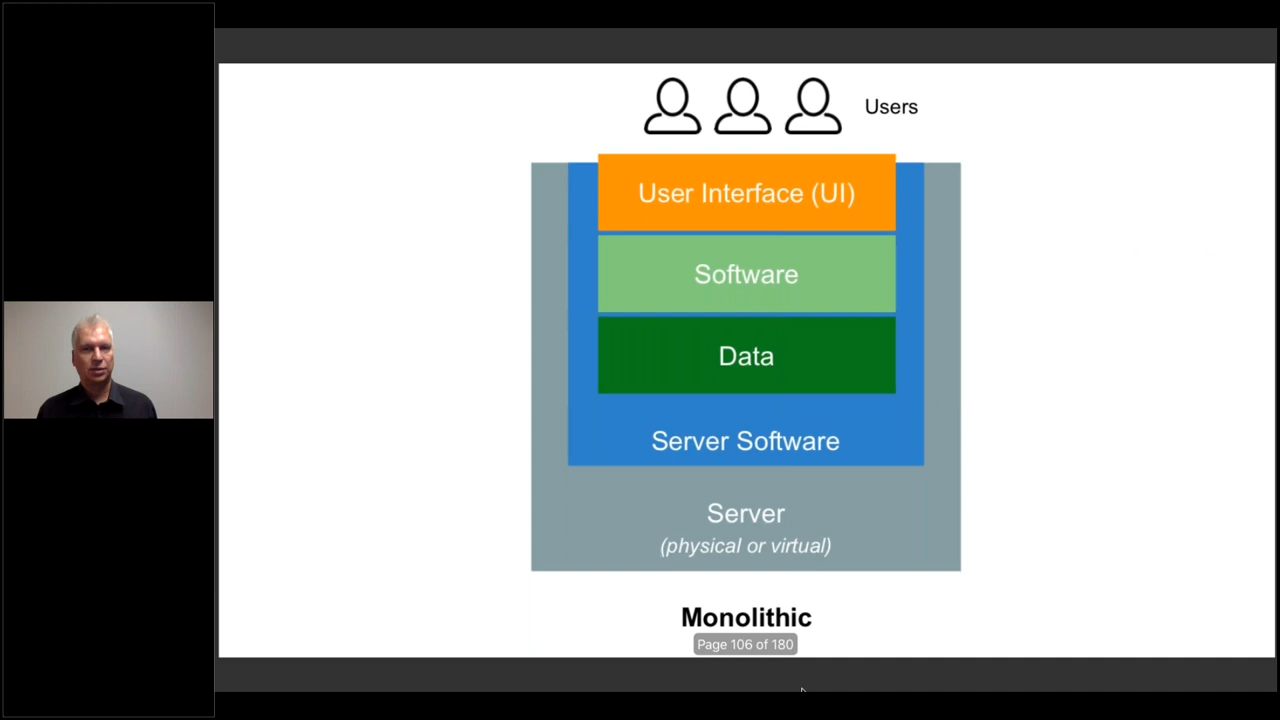 Users
User Interface (UI)
Software
Data
Server Software
Server
(physical or virtual)
Monolithic
Page 106 of 180